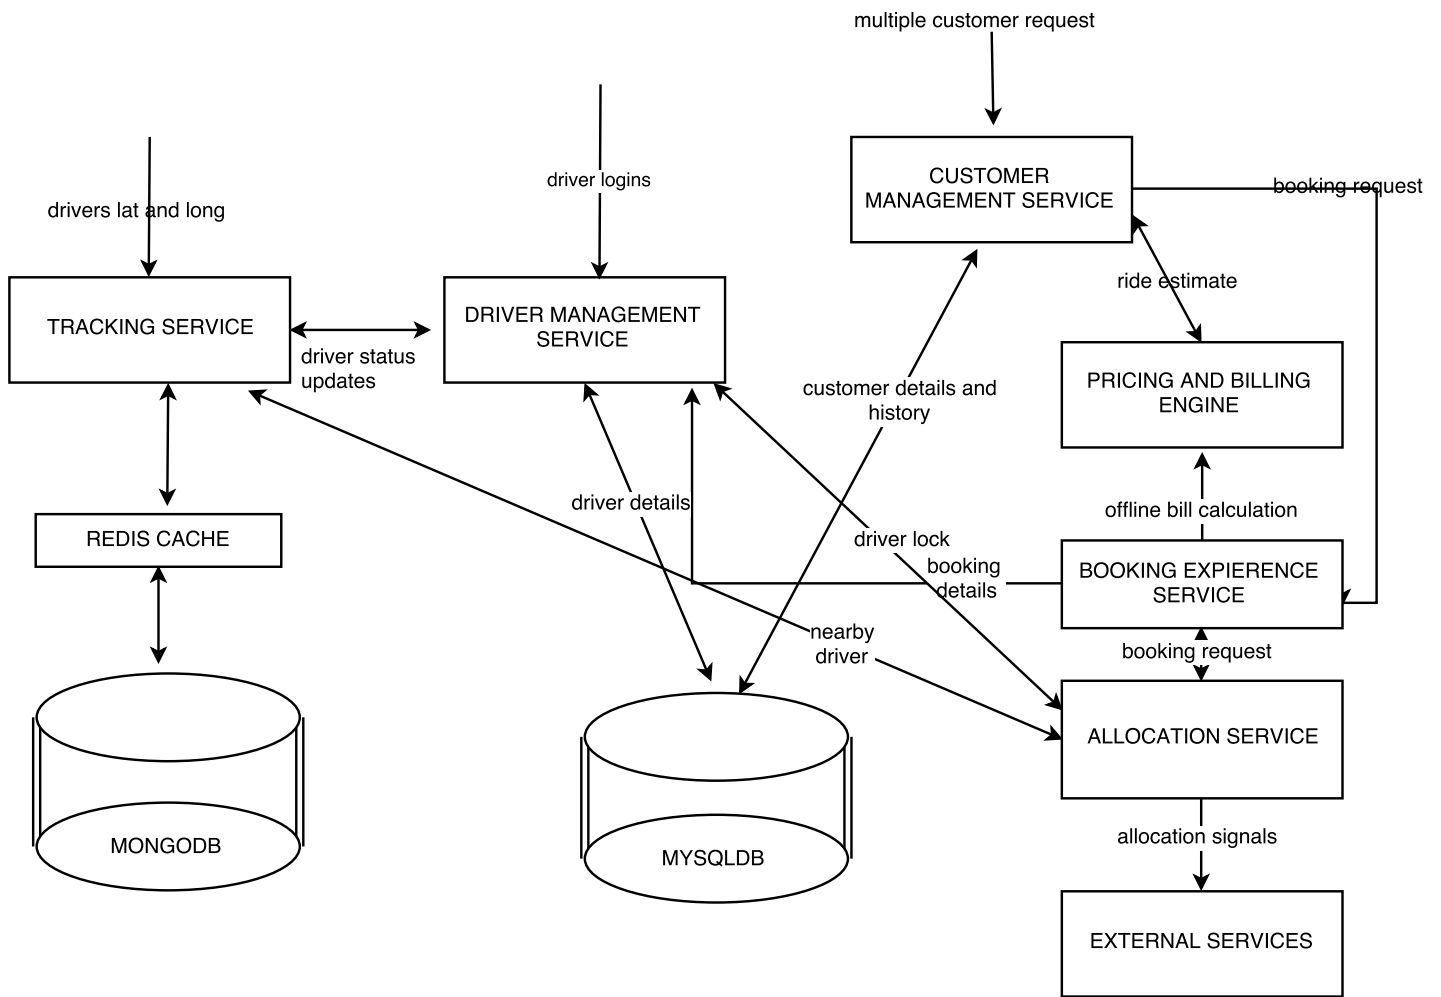 multiple customer request
driver logins
CUSTOMER
MANAGEMENT SERVICE
booking request
drivers lat and long
ride estimate
TRACKING SERVICE
DRIVER MANAGEMENT
SERVICE
driver status
updates
customer details and
history
PRICING AND BILLING
ENGINE
driver details
offline bill calculation
REDIS CACHE
driver lock
booking
details
BOOKING EXPIERENCE
SERVICE
nearby
driver
booking request
ALLOCATION SERVICE
MONGODB
MYSQLDB
allocation signals
EXTERNAL SERVICES